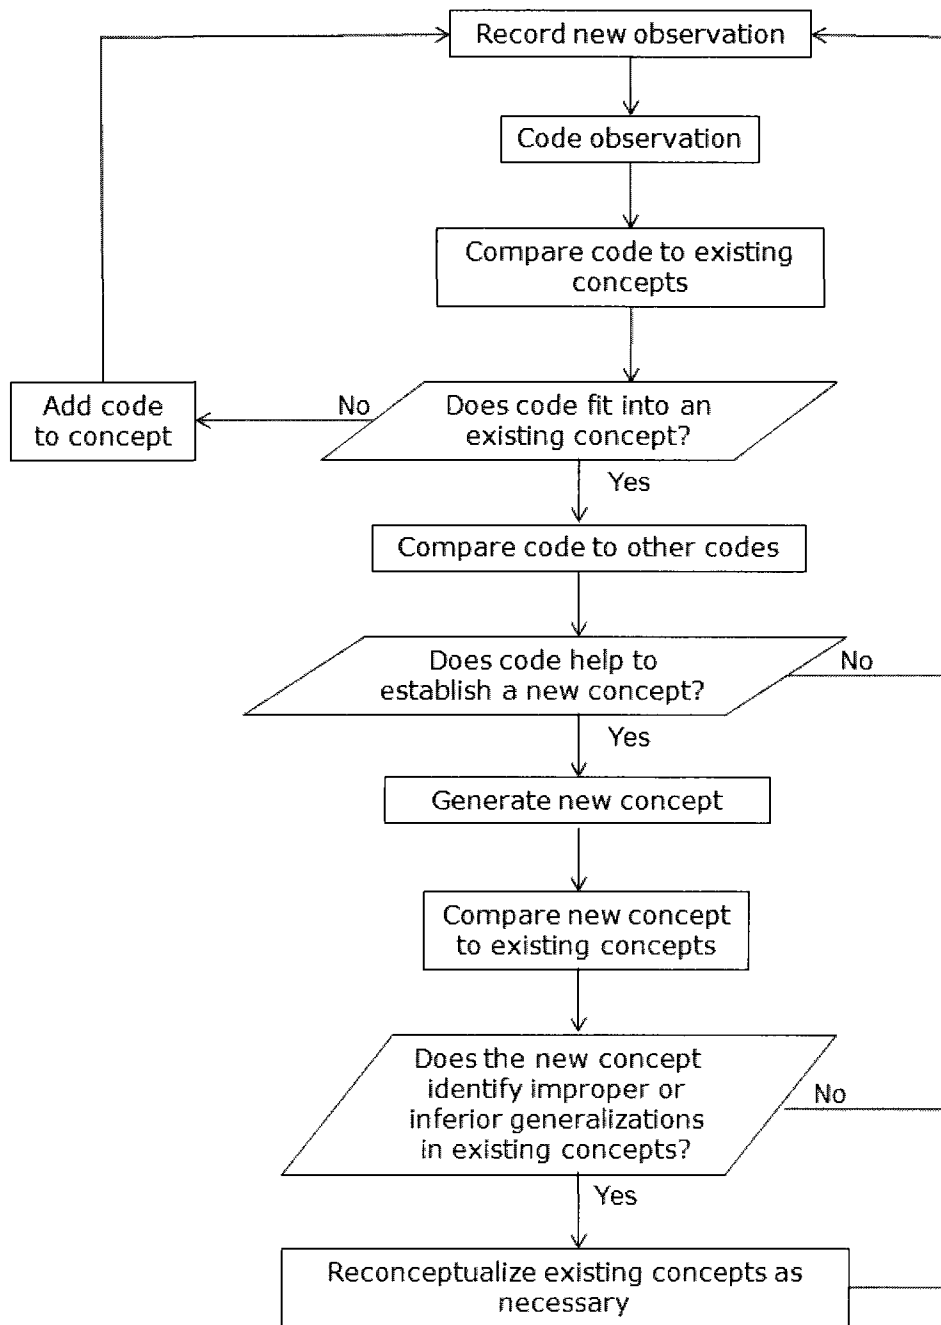 Record new observation
Code observation
Compare code to existing
concepts
Add code
to concept
No
Does code fit into an
existing concept?
Yes
Compare code to other codes
Does code help to
establish a new concept?
No
Yes
Generate new concept
Compare new concept
to existing concepts
Does the new concept
identify improper or
inferior generalizations
in existing concepts?
No
Yes
Reconceptualize existing concepts as
necessary